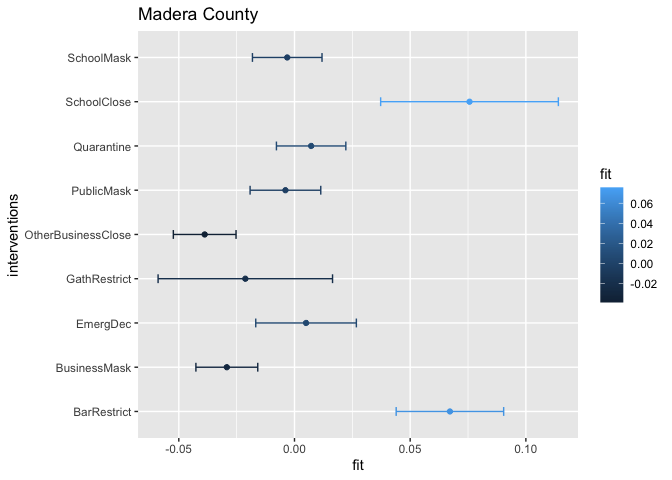 Madera County
SchoolMask
SchoolClose
Quarantine
PublicMask
OtherBusinessClose
GathRestrict
EmergDec
BusinessMask
BarRestrict
interventions
-0.05 0.00 0.05 0.10
fit
fit
0.06
0.04
0.02
0.00
-0.02